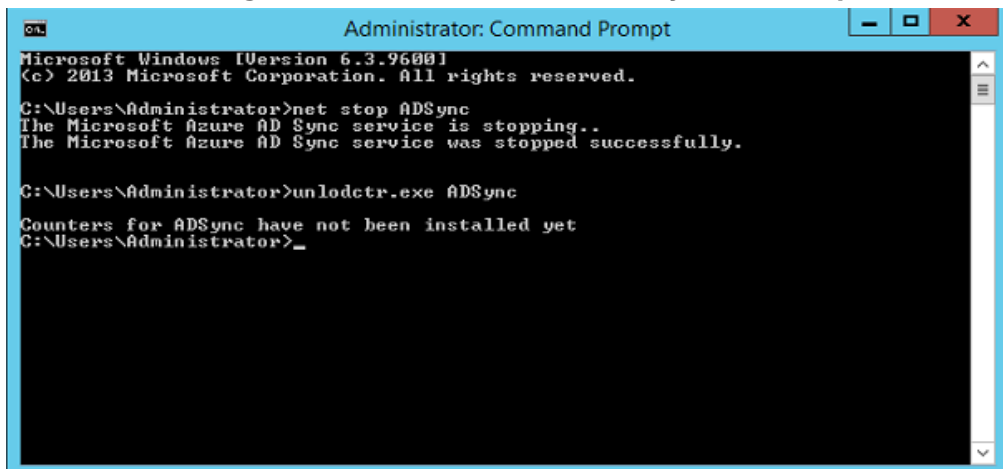 Administrator: Command Prompt
Microsoft Windows [Version 6.3.9600]
(c) 2013 Microsoft Corporation. All rights reserved.
C:\Users\Administrator>net stop ADSync
The Microsoft Azure AD Sync service is stopping..
The Microsoft Azure AD Sync service was stopped successfully.
C:\Users\Administrator>unlodctr.exe ADSync
Counters for ADSync have not been installed yet
C:\Users\Administrator>_